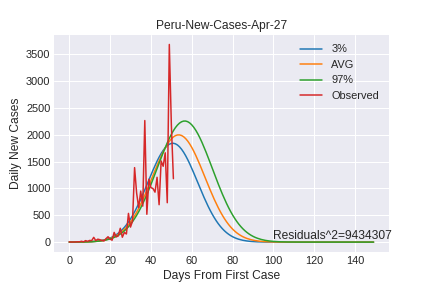 Peru-New-Cases-Apr-27
3500
3000
2500
2000
1500
1000
500
0
Daily New Cases
3%
AVG
97%
Observed
Residuals^2=9434307
0 20 40 60 80 100 120 140
Days From First Case